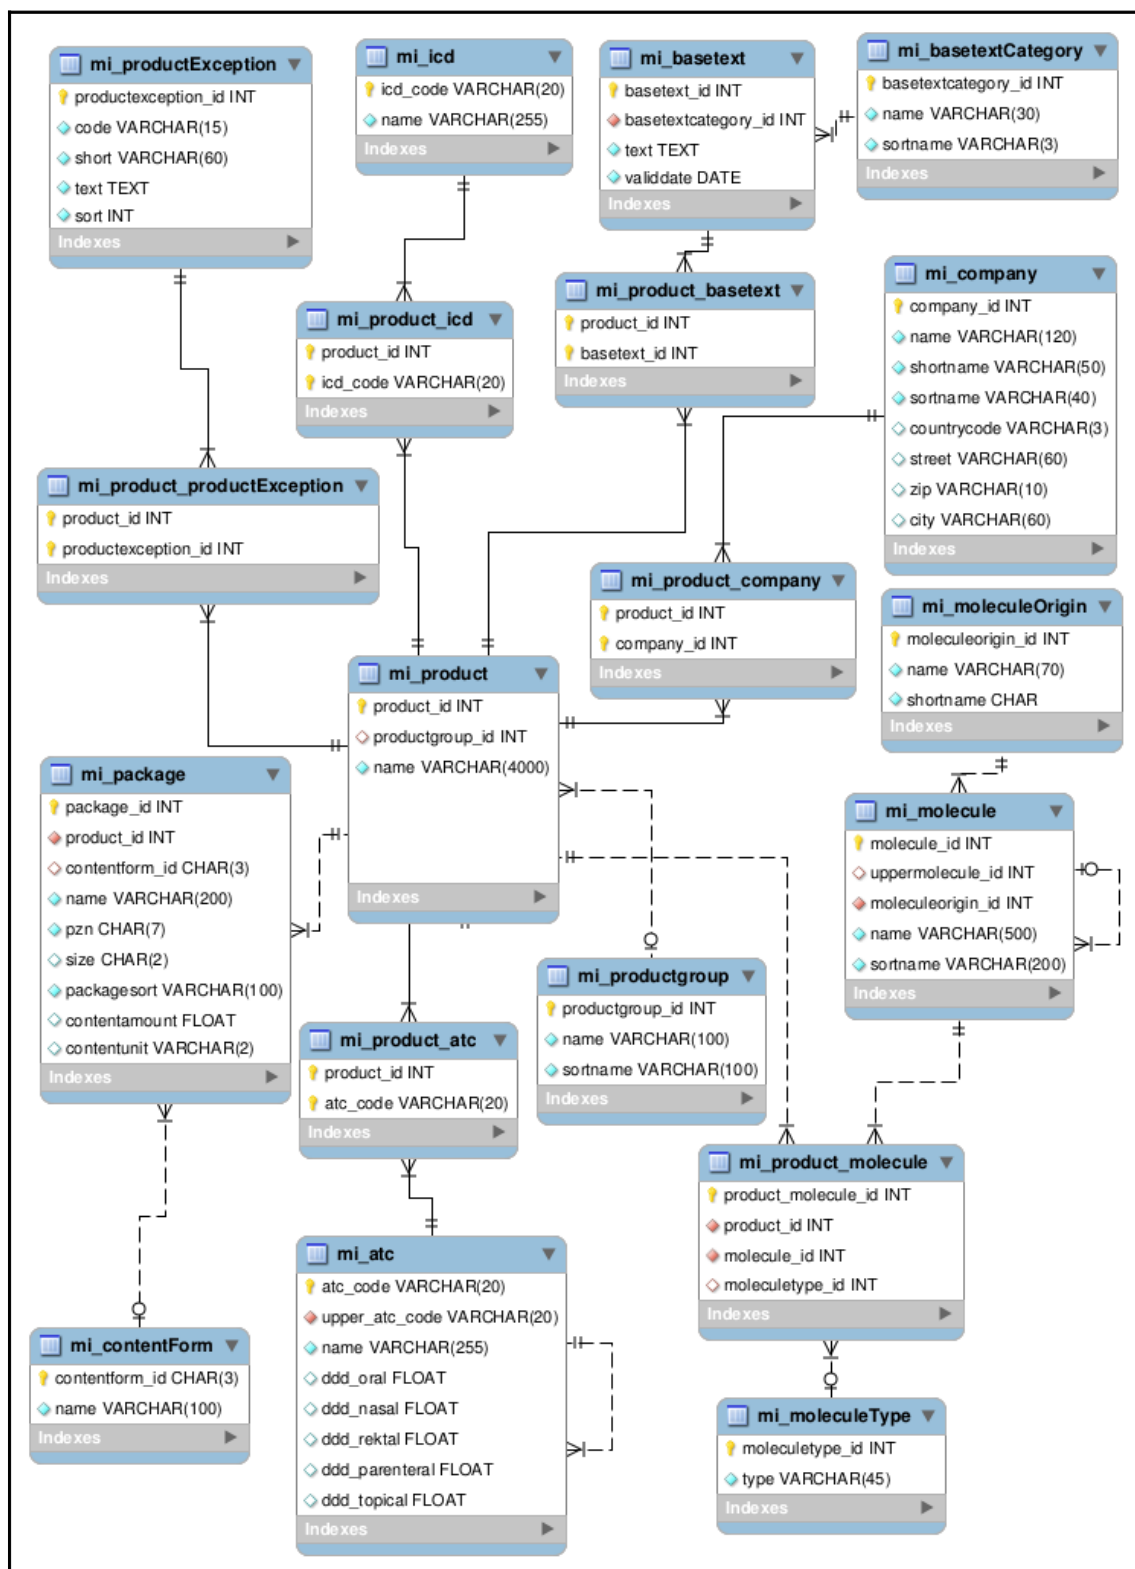 mi_productException
productexception_id INT
code VARCHAR(15)
short VARCHAR(60)
text TEXT
sort INT
Indexes
mi_icd
icd_code VARCHAR(20)
name VARCHAR(255)
Indexes
mi_basetext
basetext_id INT
basetextcategory_id INT
text TEXT
validdate DATE
Indexes
mi_basetextCategory
basetextcategory_id INT
name VARCHAR(30)
sortname VARCHAR(3)
Indexes
mi_product_icd
product_id INT
icd_code VARCHAR(20)
Indexes
mi_product_basetext
product_id INT
basetext_id INT
Indexes
mi_company
company_id INT
name VARCHAR(120)
shortname VARCHAR(50)
sortname VARCHAR(40)
countrycode VARCHAR(3)
street VARCHAR(60)
zip VARCHAR(10)
city VARCHAR(60)
Indexes
mi_product_productException
product_id INT
productexception_id INT
Indexes
mi_product_company
product_id INT
company_id INT
Indexes
mi_moleculeOrigin
moleculeorigin_id INT
name VARCHAR(70)
shortname CHAR
Indexes
mi_product
product_id INT
productgroup_id INT
name VARCHAR(4000)
Indexes
mi_package
package_id INT
product_id INT
contentform_id CHAR(3)
name VARCHAR(200)
pzn CHAR(7)
size CHAR(2)
packagesort VARCHAR(100)
contentamount FLOAT
contentunit VARCHAR(2)
Indexes
mi_molecule
molecule_id INT
uppermolecule_id INT
moleculeorigin_id INT
name VARCHAR(500)
sortname VARCHAR(200)
Indexes
mi_productgroup
productgroup_id INT
name VARCHAR(100)
sortname VARCHAR(100)
Indexes
mi_product_atc
product_id INT
atc_code VARCHAR(20)
Indexes
mi_product_molecule
product_molecule_id INT
product_id INT
molecule_id INT
moleculetype_id INT
Indexes
mi_atc
atc_code VARCHAR(20)
upper_atc_code VARCHAR(20)
name VARCHAR(255)
ddd_oral FLOAT
ddd_nasal FLOAT
ddd_rektal FLOAT
ddd_parenteral FLOAT
ddd_topical FLOAT
Indexes
mi_contentForm
contentform_id CHAR(3)
name VARCHAR(100)
Indexes
mi_moleculeType
moleculetype_id INT
type VARCHAR(45)
Indexes